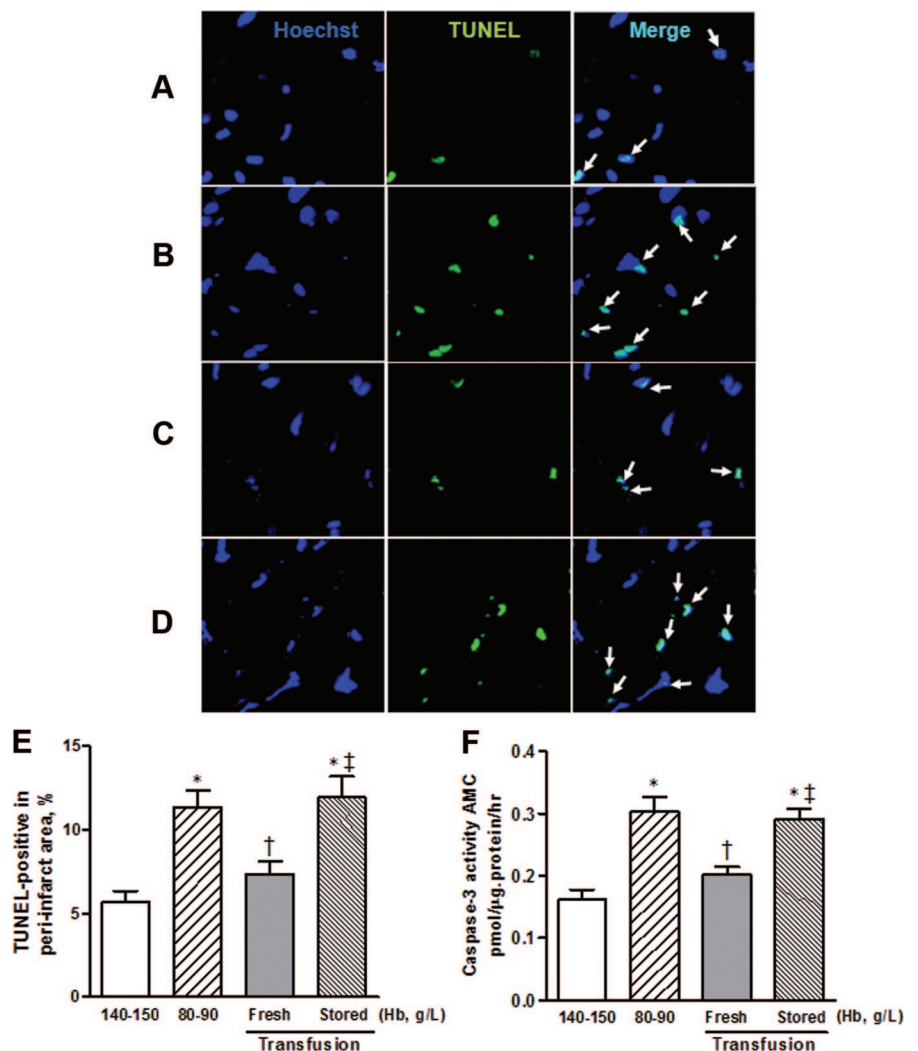 Hoechst TUNEL Merge
A
B
C
D
E
TUNEL-positive in
peri-infarct area, %
15
10
5
0
*
†
*‡
140-150 80-90 Fresh Stored (Hb, g/L)
Transfusion
F
Caspase-3 activity AMC
pmol/µg.protein/hr
0.4
0.3
0.2
0.1
0.0
*
†
*‡
140-150 80-90 Fresh Stored (Hb, g/L)
Transfusion